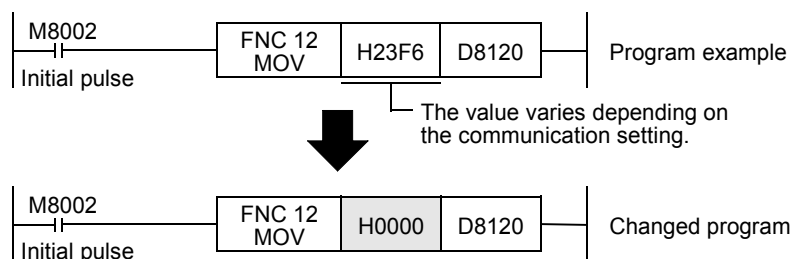 M8002
Initial pulse
FNC 12
MOV
H23F6
D8120
Program example
The value varies depending on
the communication setting.
M8002
Initial pulse
FNC 12
MOV
H0000
D8120
Changed program